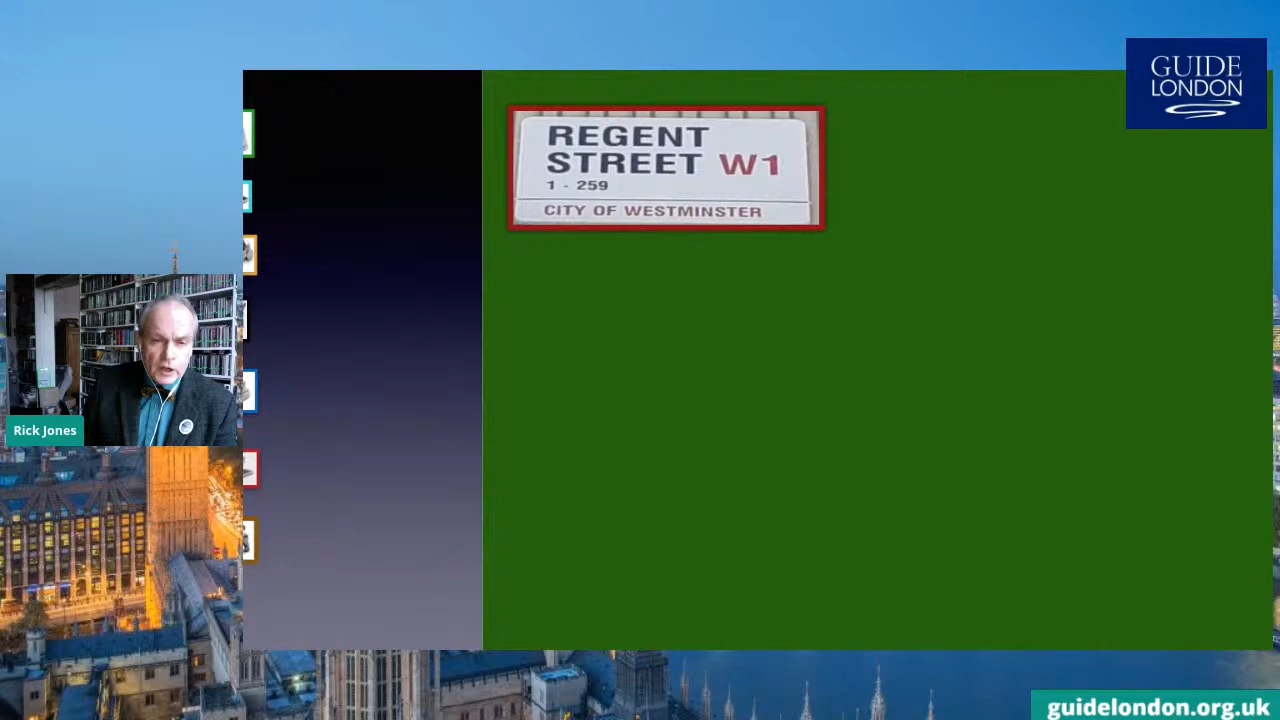 GUIDE
LONDON
REGENT
STREET W1
1 - 259
CITY OF WESTMINSTER
Rick Jones
guidelondon.org.uk